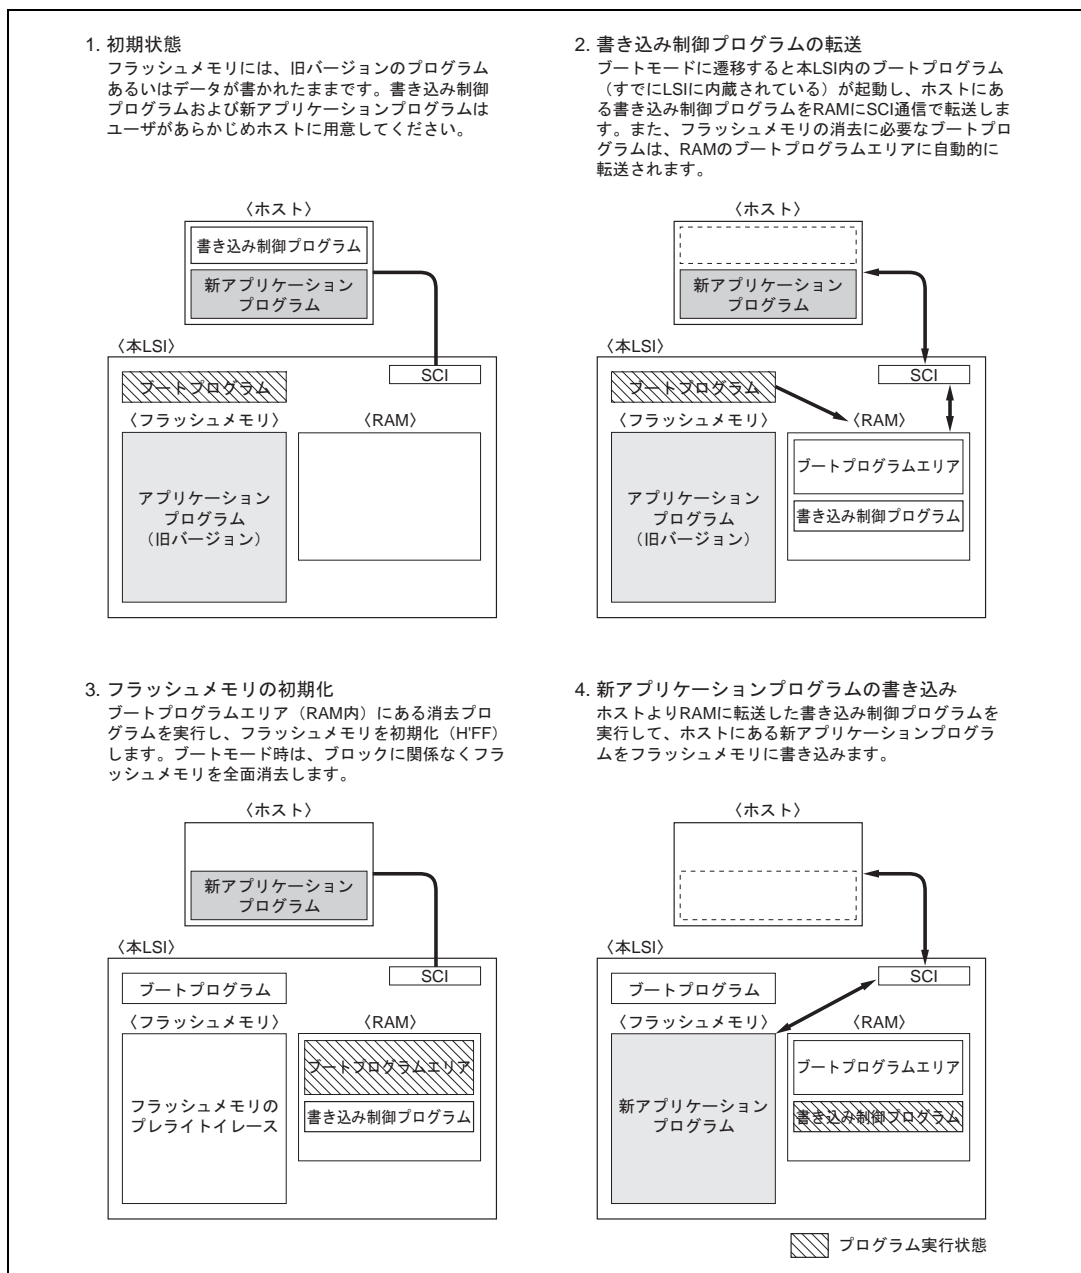 1. 初期状態
フラッシュメモリには、旧バージョンのプログラム
あるいはデータが書かれたままです。書き込み制御
プログラムおよび新アプリケーションプログラムは
ユーザがあらかじめホストに用意してください。
〈ホスト〉
書き込み制御プログラム
新アプリケーション
プログラム
〈本LSI〉
SCI
ブートプログラム
〈フラッシュメモリ〉
〈RAM〉
アプリケーション
プログラム
（旧バージョン）
2. 書き込み制御プログラムの転送
ブートモードに遷移すると本LSI内のブートプログラム
（すでにLSIに内蔵されている）が起動し、ホストにあ
る書き込み制御プログラムをRAMにSCI通信で転送しま
す。また、フラッシュメモリの消去に必要なブートプロ
グラムは、RAMのブートプログラムエリアに自動的に
転送されます。
〈ホスト〉
新アプリケーション
プログラム
〈本LSI〉
SCI
ブートプログラム
〈フラッシュメモリ〉
〈RAM〉
ブートプログラムエリア
アプリケーション
プログラム
（旧バージョン）
書き込み制御プログラム
3. フラッシュメモリの初期化
ブートプログラムエリア（RAM内）にある消去プロ
グラムを実行し、フラッシュメモリを初期化（H'FF）
します。ブートモード時は、ブロックに関係なくフラ
ッシュメモリを全面消去します。
〈ホスト〉
新アプリケーション
プログラム
〈本LSI〉
SCI
ブートプログラム
〈フラッシュメモリ〉
〈RAM〉
ブートプログラムエリア
フラッシュメモリの
プレライトイレース
書き込み制御プログラム
4. 新アプリケーションプログラムの書き込み
ホストよりRAMに転送した書き込み制御プログラムを
実行して、ホストにある新アプリケーションプログラ
ムをフラッシュメモリに書き込みます。
〈ホスト〉
〈本LSI〉
SCI
ブートプログラム
〈フラッシュメモリ〉
〈RAM〉
ブートプログラムエリア
新アプリケーション
プログラム
書き込み制御プログラム
プログラム実行状態